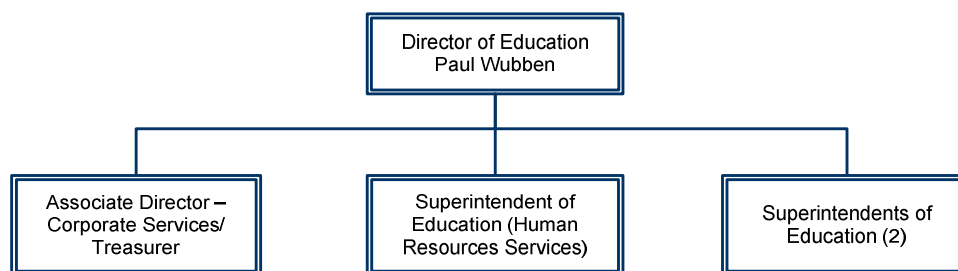 Director of Education
Paul Wubben
Associate Director –
Corporate Services/
Treasurer
Superintendent of
Education (Human
Resources Services)
Superintendents of
Education (2)